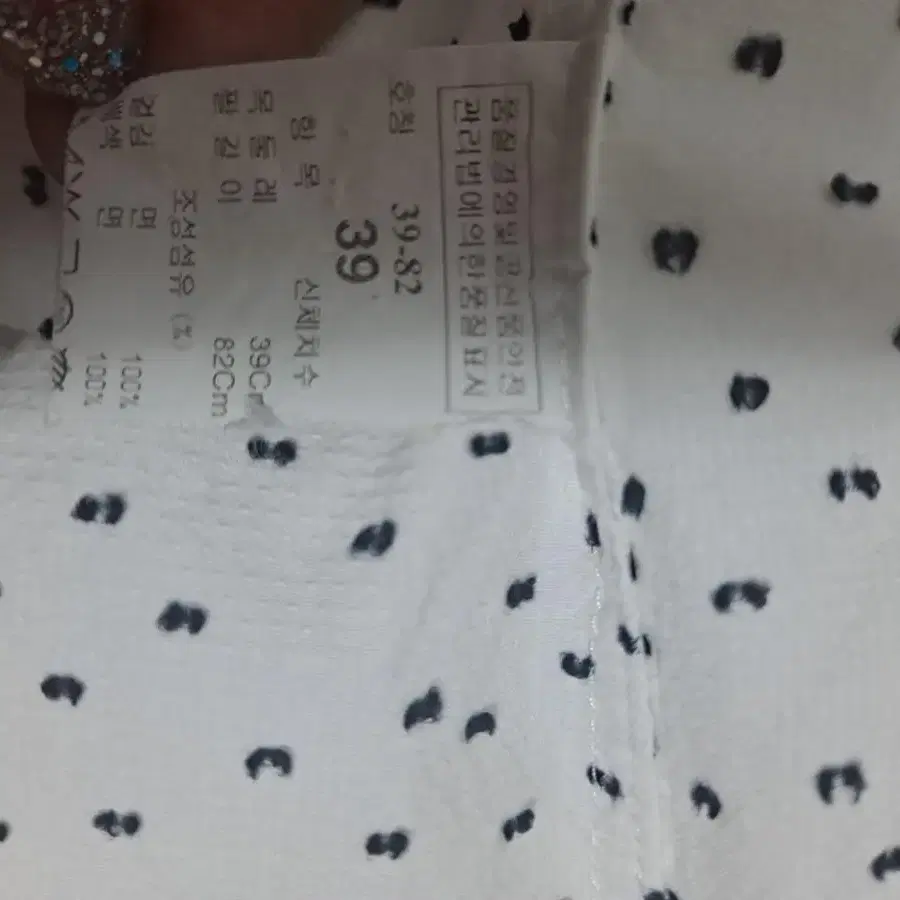 품질경영및공산품안전
관리법에의한품질표시
호칭 39-82
39
항 목 신체치수
목 둘 레 39Cm
팔 길 이 82Cm
조성섬유 (%)
겉감 면 100%
배색 면 100%